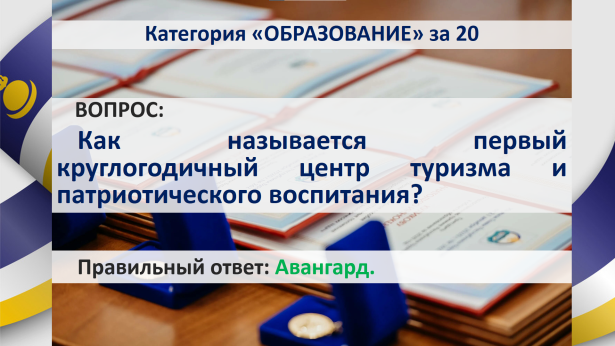 Категория «ОБРАЗОВАНИЕ» за 20
ВОПРОС:
Как называется первый
круглогодичный центр туризма и
патриотического воспитания?
Правильный ответ: Авангард.